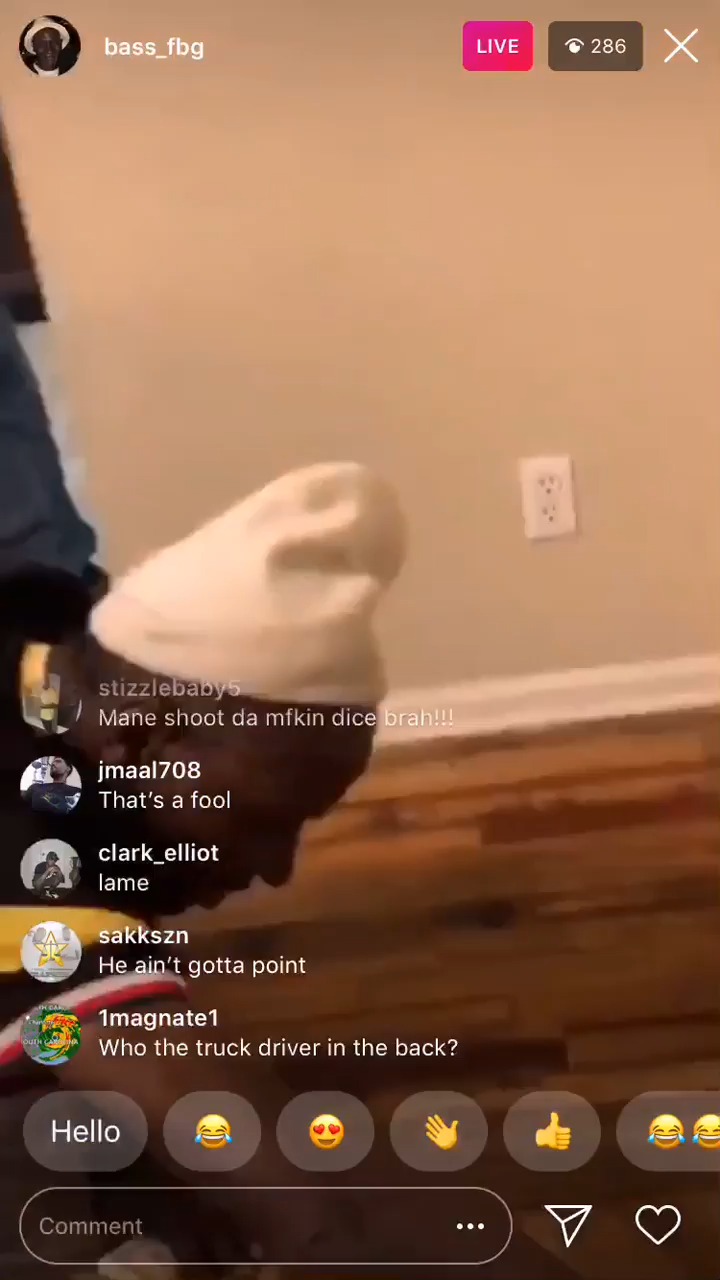 bass_fbg
LIVE
286
stizzlebaby5
Mane shoot da mfkin dice brah!!!
jmaal708
That's a fool
clark_elliot
lame
sakkszn
He ain't gotta point
1magnate1
Who the truck driver in the back?
Hello
Comment